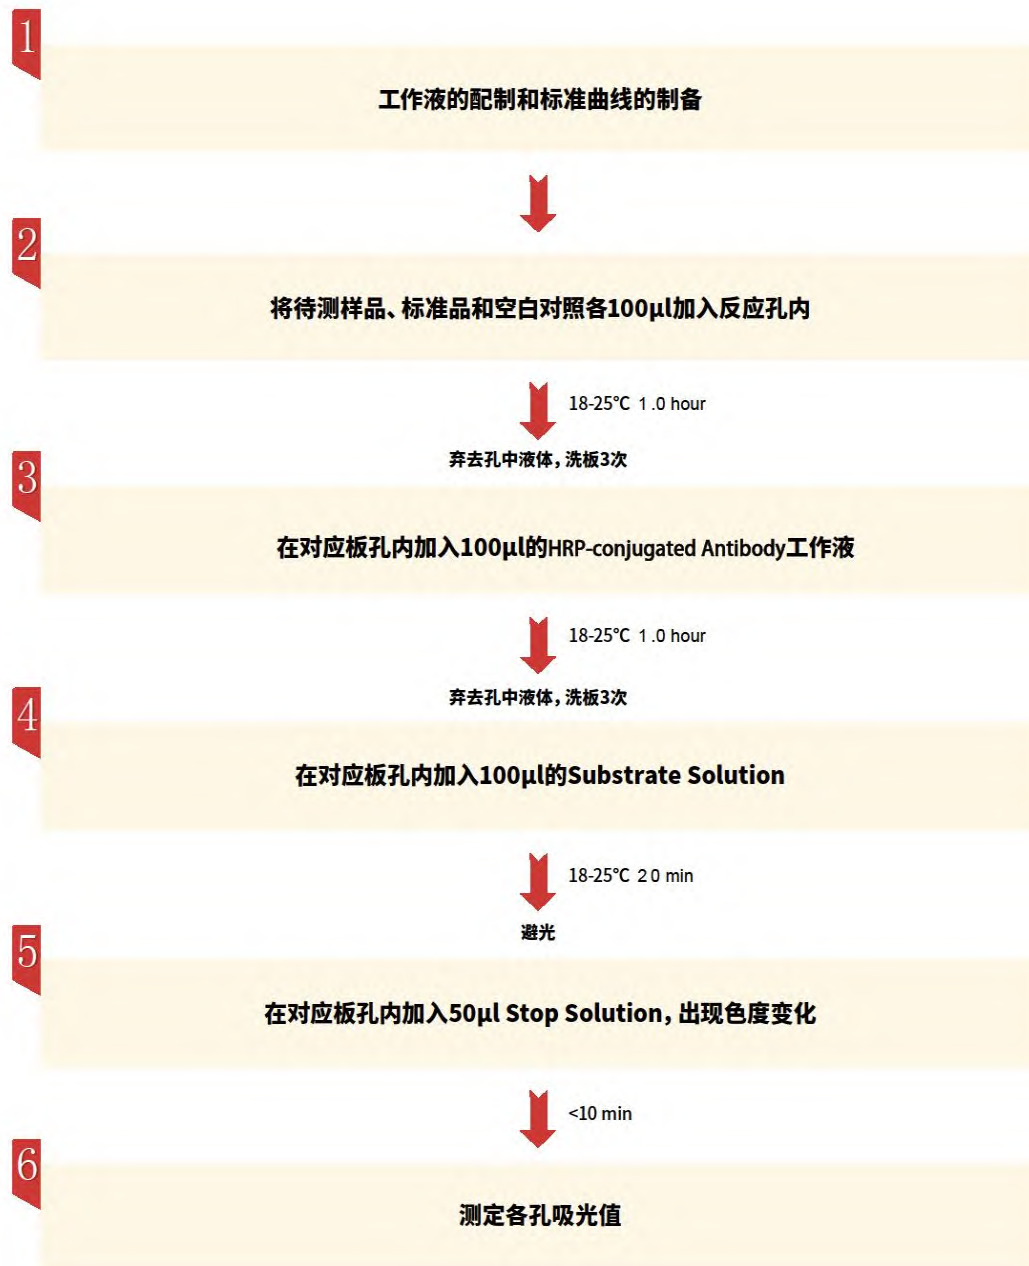 1
工作液的配制和标准曲线的制备
2
将待测样品、标准品和空白对照各100μl加入反应孔内
18-25℃ 1.0 hour
弃去孔中液体，洗板3次
3
在对应板孔内加入100μl的HRP-conjugated Antibody工作液
18-25℃ 1.0 hour
弃去孔中液体，洗板3次
4
在对应板孔内加入100μl的Substrate Solution
18-25℃ 20 min
避光
5
在对应板孔内加入50μl Stop Solution，出现色度变化
<10 min
6
测定各孔吸光值